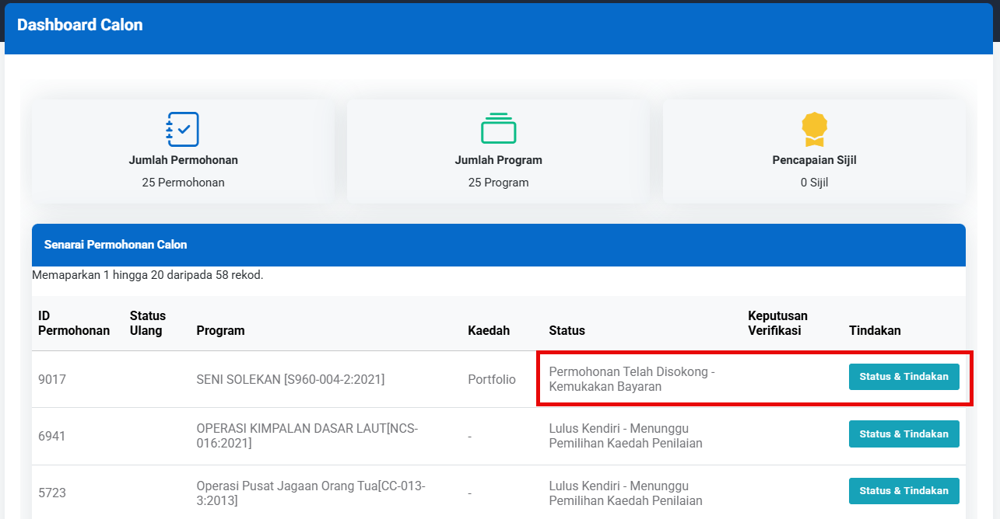 Dashboard Calon
Jumlah Permohonan
25 Permohonan
Jumlah Program
25 Program
Pencapaian Sijil
0 Sijil
Senarai Permohonan Calon
Memaparkan 1 hingga 20 daripada 58 rekod.
ID
Permohonan
Status
Ulang
Program
Kaedah
Status
Keputusan
Verifikasi
Tindakan
9017
SENI SOLEKAN [S960-004-2:2021]
Portfolio
Permohonan Telah Disokong -
Kemukakan Bayaran
Status & Tindakan
6941
OPERASI KIMPALAN DASAR LAUT[NCS-
016:2021]
-
Lulus Kendiri - Menunggu
Pemilihan Kaedah Penilaian
Status & Tindakan
5723
Operasi Pusat Jagaan Orang Tua[CC-013-
3:2013]
-
Lulus Kendiri - Menunggu
Pemilihan Kaedah Penilaian
Status & Tindakan